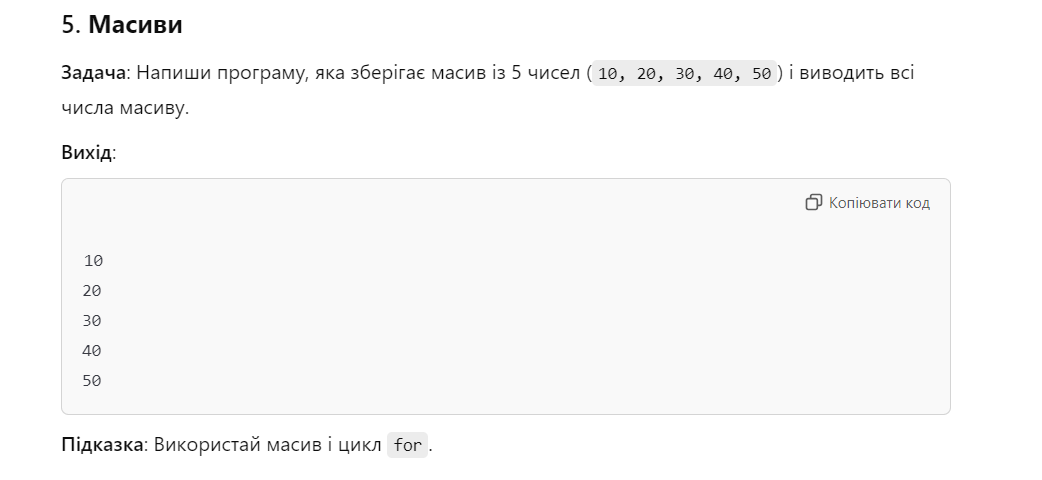 5. Масиви
Задача: Напиши програму, яка зберігає масив із 5 чисел ( 10, 20, 30, 40, 50 ) і виводить всі
числа масиву.
Вихід:
Копіювати код
10
20
30
40
50
Підказка: Використай масив і цикл for .